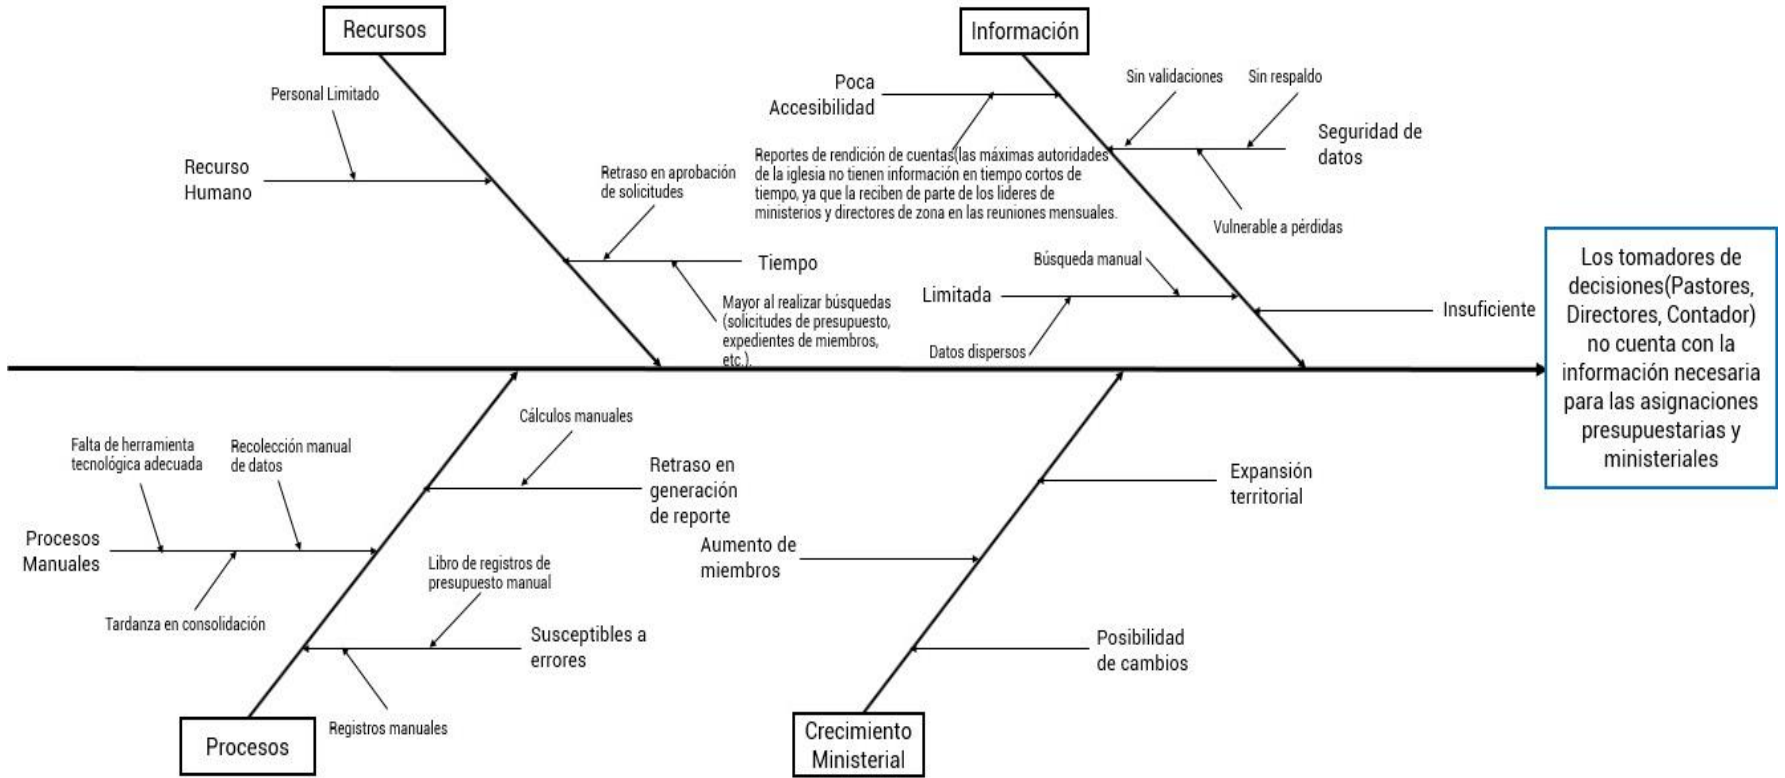 Recursos
Información
Personal Limitado
Recurso
Humano
Retraso en aprobación
de solicitudes
Tiempo
Mayor al realizar búsquedas
(solicitudes de presupuesto,
expedientes de miembros,
etc.).
Poca
Accesibilidad
Reportes de rendición de cuentas(las máximas autoridades
de la iglesia no tienen información en tiempo cortos de
tiempo, ya que la reciben de parte de los lideres de
ministerios y directores de zona en las reuniones mensuales.
Sin validaciones
Sin respaldo
Seguridad de
datos
Vulnerable a pérdidas
Búsqueda manual
Limitada
Datos dispersos
Insuficiente
Los tomadores de
decisiones(Pastores,
Directores, Contador)
no cuenta con la
información necesaria
para las asignaciones
presupuestarias y
ministeriales
Cálculos manuales
Retraso en
generación
de reporte
Falta de herramienta
tecnológica adecuada
Recolección manual
de datos
Procesos
Manuales
Tardanza en consolidación
Libro de registros de
presupuesto manual
Susceptibles a
errores
Registros manuales
Procesos
Expansión
territorial
Aumento de
miembros
Posibilidad
de cambios
Crecimiento
Ministerial